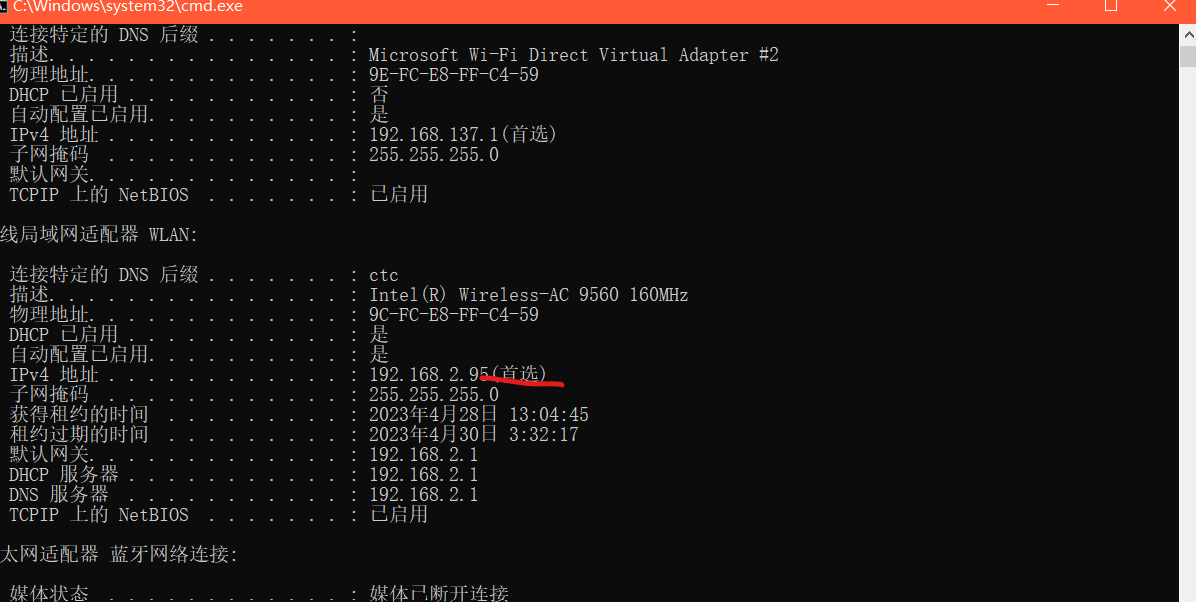 C:\Windows\system32\cmd.exe
连接特定的 DNS 后缀 . . . . . . . :
描述. . . . . . . . . . . . . . . : Microsoft Wi-Fi Direct Virtual Adapter #2
物理地址. . . . . . . . . . . . . : 9E-FC-E8-FF-C4-59
DHCP 已启用 . . . . . . . . . . . : 否
自动配置已启用. . . . . . . . . . : 是
IPv4 地址 . . . . . . . . . . . . : 192.168.137.1(首选)
子网掩码 . . . . . . . . . . . . : 255.255.255.0
默认网关. . . . . . . . . . . . . :
TCPIP 上的 NetBIOS . . . . . . . : 已启用
线局域网适配器 WLAN:
连接特定的 DNS 后缀 . . . . . . . : ctc
描述. . . . . . . . . . . . . . . : Intel(R) Wireless-AC 9560 160MHz
物理地址. . . . . . . . . . . . . : 9C-FC-E8-FF-C4-59
DHCP 已启用 . . . . . . . . . . . : 是
自动配置已启用. . . . . . . . . . : 是
IPv4 地址 . . . . . . . . . . . . : 192.168.2.95(首选)
子网掩码 . . . . . . . . . . . . : 255.255.255.0
获得租约的时间 . . . . . . . . . : 2023年4月28日 13:04:45
租约过期的时间 . . . . . . . . . : 2023年4月30日 3:32:17
默认网关. . . . . . . . . . . . . : 192.168.2.1
DHCP 服务器 . . . . . . . . . . . : 192.168.2.1
DNS 服务器 . . . . . . . . . . . : 192.168.2.1
TCPIP 上的 NetBIOS . . . . . . . : 已启用
太网适配器 蓝牙网络连接:
媒体状态 . . . . . . . . . . . . : 媒体已断开连接